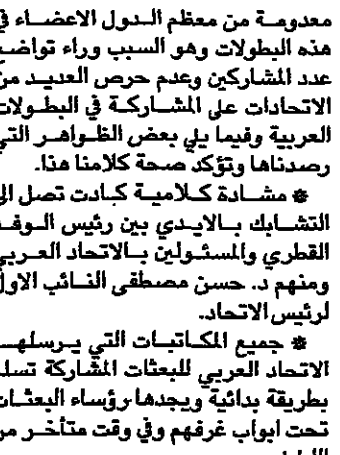 معدومة من معظم الدول الاعضاء في
هذه البطولات وهو السبب وراء تواضع
عدد المشاركين وعدم حرص العديد من
الاتحادات على المشاركة في البطولات
العربية وفيما يلي بعض الظواهر التي
رصدناها وتؤكد صحة كلامنا هذا.
* مشادة كلامية كادت تصل الى
التشابك بالايدي بين رئيس الوفد
القطري والمسئولين بالاتحاد العربي
ومنهم د. حسن مصطفى النائب الاول
لرئيس الاتحاد.
* جميع المكاتبات التي يرسلها
الاتحاد العربي للبعثات المشاركة تسلم
بطريقة بدائية ويجدها رؤساء البعثات
تحت ابواب غرفهم وفي وقت متأخر من